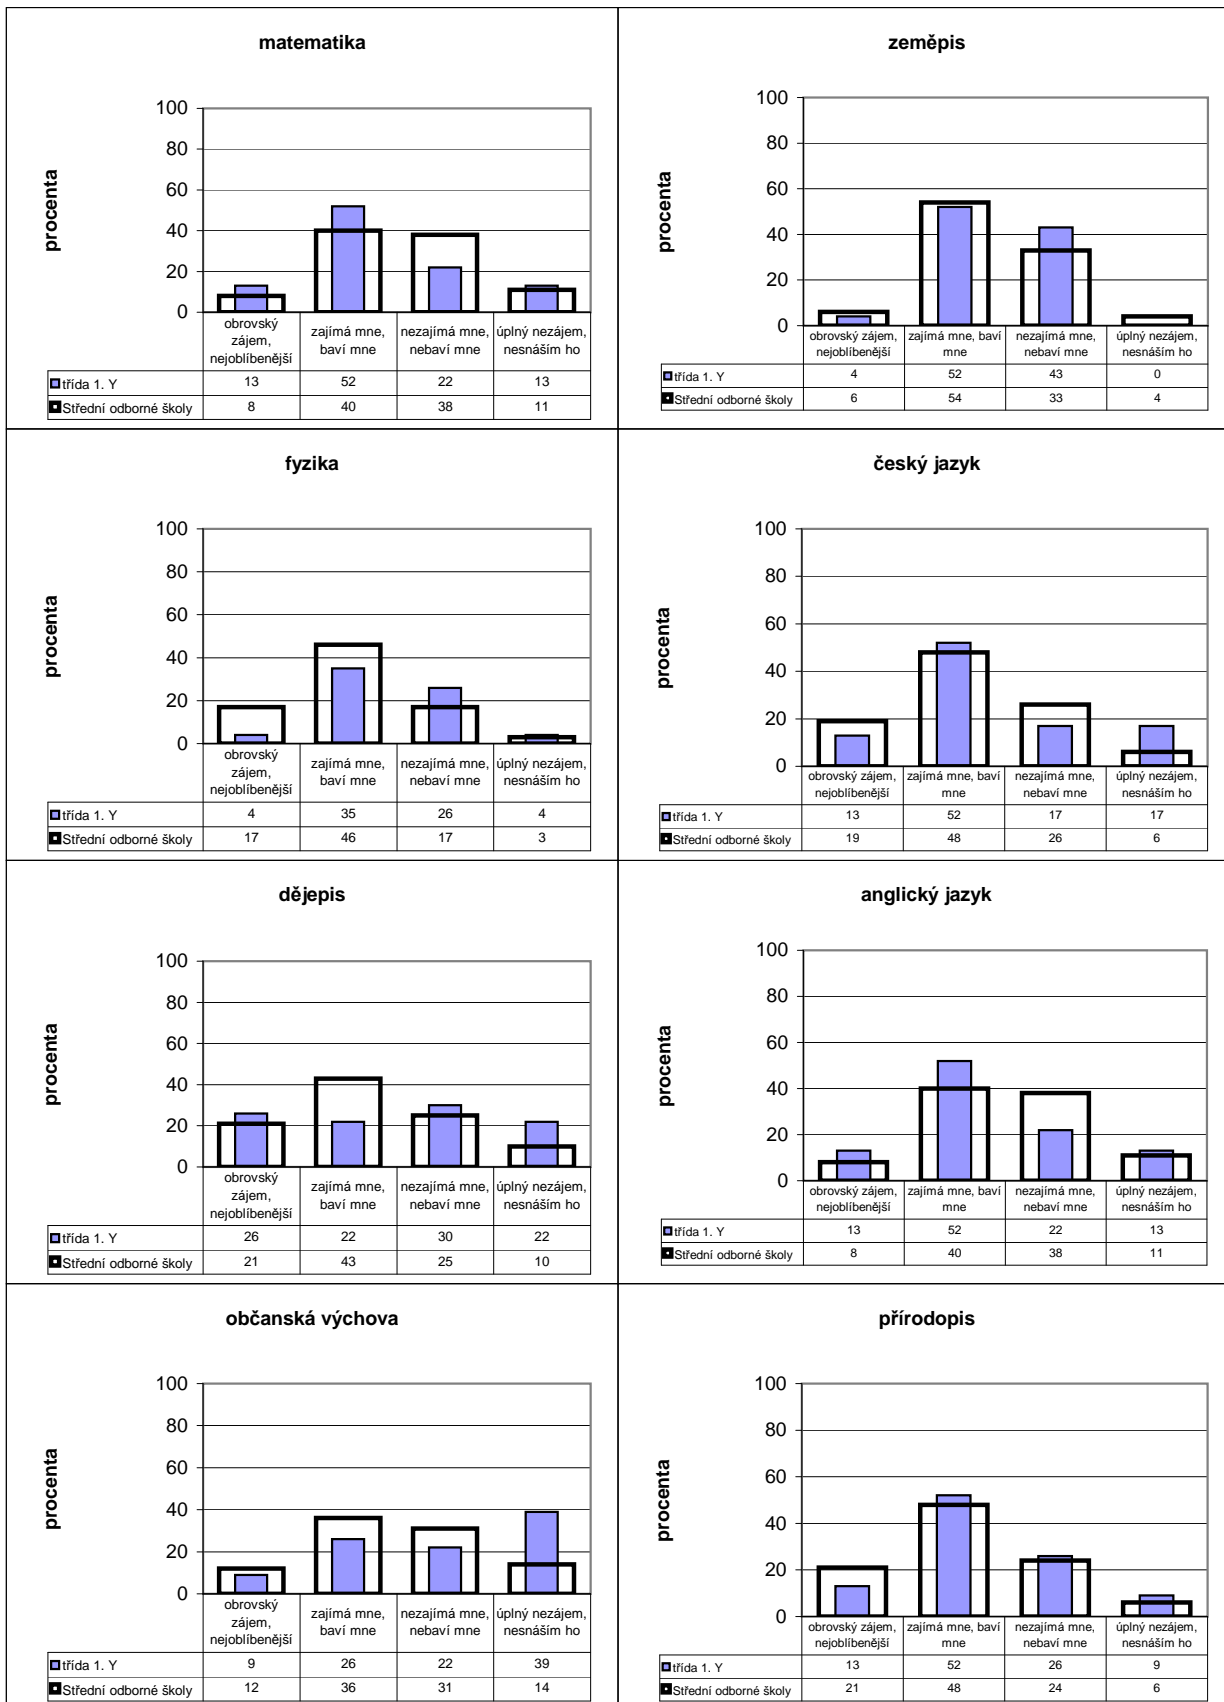 matematika
procenta
100
80
60
40
20
0
obrovský zájem, nejoblíbenější
zajímá mne, baví mne
nezajímá mne, nebaví mne
úplný nezájem, nesnáším ho
třída 1. Y 13 52 22 13
Střední odborné školy 8 40 38 11
zeměpis
procenta
100
80
60
40
20
0
obrovský zájem, nejoblíbenější
zajímá mne, baví mne
nezajímá mne, nebaví mne
úplný nezájem, nesnáším ho
třída 1. Y 4 52 43 0
Střední odborné školy 6 54 33 4
fyzika
procenta
100
80
60
40
20
0
obrovský zájem, nejoblíbenější
zajímá mne, baví mne
nezajímá mne, nebaví mne
úplný nezájem, nesnáším ho
třída 1. Y 4 35 26 4
Střední odborné školy 17 46 17 3
český jazyk
procenta
100
80
60
40
20
0
obrovský zájem, nejoblíbenější
zajímá mne, baví mne
nezajímá mne, nebaví mne
úplný nezájem, nesnáším ho
třída 1. Y 13 52 17 17
Střední odborné školy 19 48 26 6
dějepis
procenta
100
80
60
40
20
0
obrovský zájem, nejoblíbenější
zajímá mne, baví mne
nezajímá mne, nebaví mne
úplný nezájem, nesnáším ho
třída 1. Y 26 22 30 22
Střední odborné školy 21 43 25 10
anglický jazyk
procenta
100
80
60
40
20
0
obrovský zájem, nejoblíbenější
zajímá mne, baví mne
nezajímá mne, nebaví mne
úplný nezájem, nesnáším ho
třída 1. Y 13 52 22 13
Střední odborné školy 8 40 38 11
občanská výchova
procenta
100
80
60
40
20
0
obrovský zájem, nejoblíbenější
zajímá mne, baví mne
nezajímá mne, nebaví mne
úplný nezájem, nesnáším ho
třída 1. Y 9 26 22 39
Střední odborné školy 12 36 31 14
přírodopis
procenta
100
80
60
40
20
0
obrovský zájem, nejoblíbenější
zajímá mne, baví mne
nezajímá mne, nebaví mne
úplný nezájem, nesnáším ho
třída 1. Y 13 52 26 9
Střední odborné školy 21 48 24 6